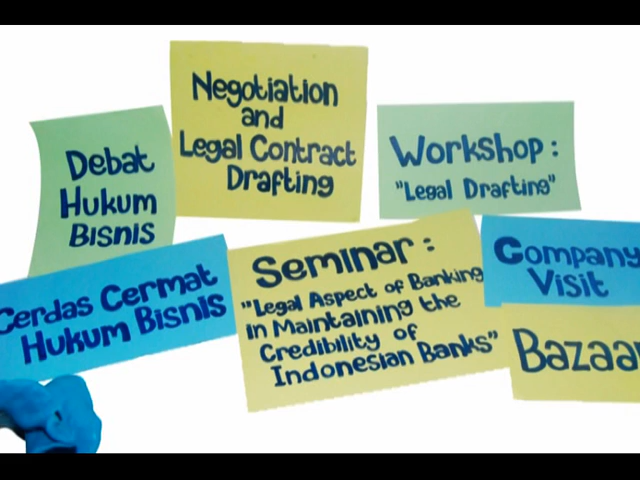 Negotiation
and
Legal Contract
Drafting
Debat
Hukum
Bisnis
Workshop :
"Legal Drafting"
Cerdas Cermat
Hukum Bisnis
Seminar :
"Legal Aspect of Banking
in Maintaining the
Credibility of
Indonesian Banks"
Company
Visit
Bazaar